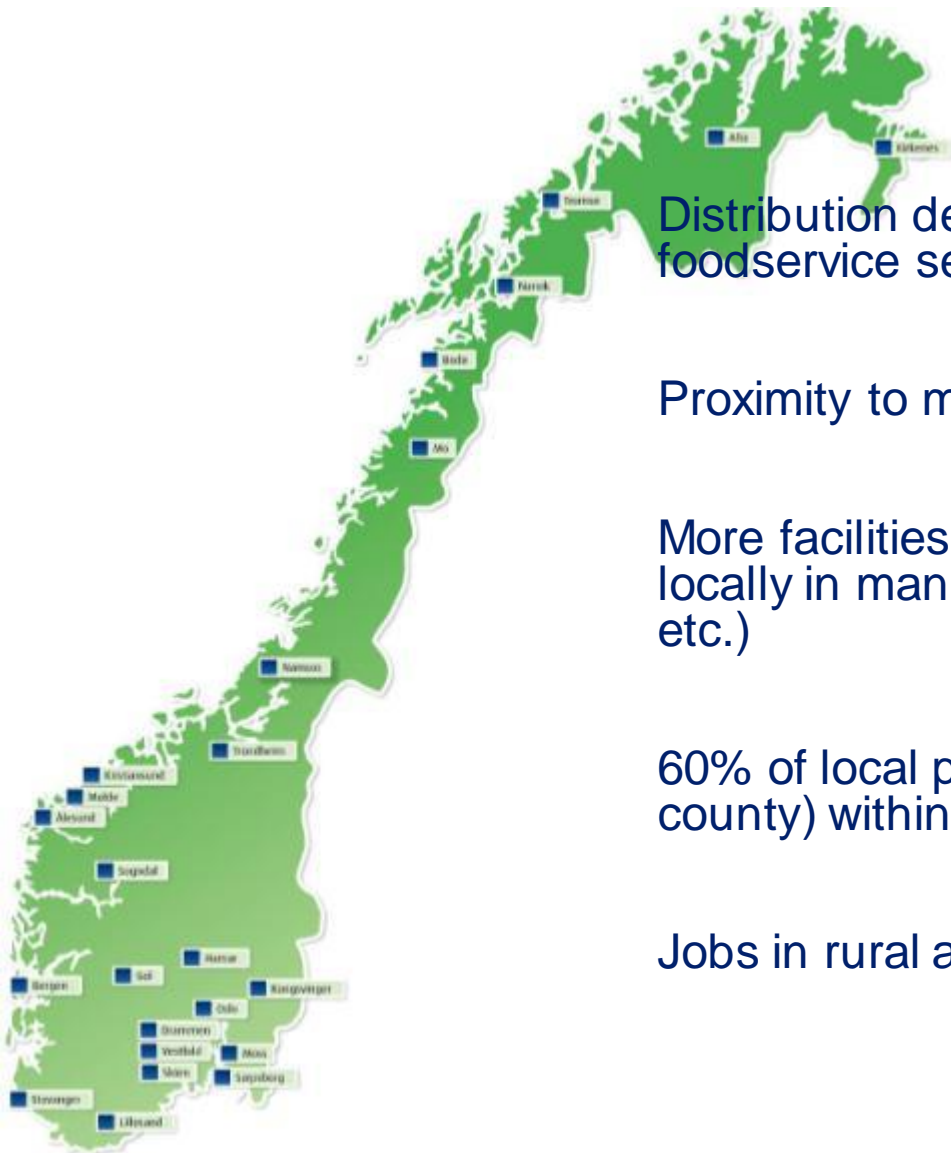 Alta
Kirkenes
Tromsø
Distribution de
foodservice se
Narvik
Bodø
Proximity to m
Mo
More facilities
locally in man
etc.)
Namsos
Trondheim
60% of local p
county) within
Kristiansund
Molde
Ålesund
Sogndal
Jobs in rural a
Hamar
Gol
Bergen
Kongsvinger
Oslo
Drammen
Vestfold
Moss
Skien
Sarpsborg
Stavanger
Lillesand